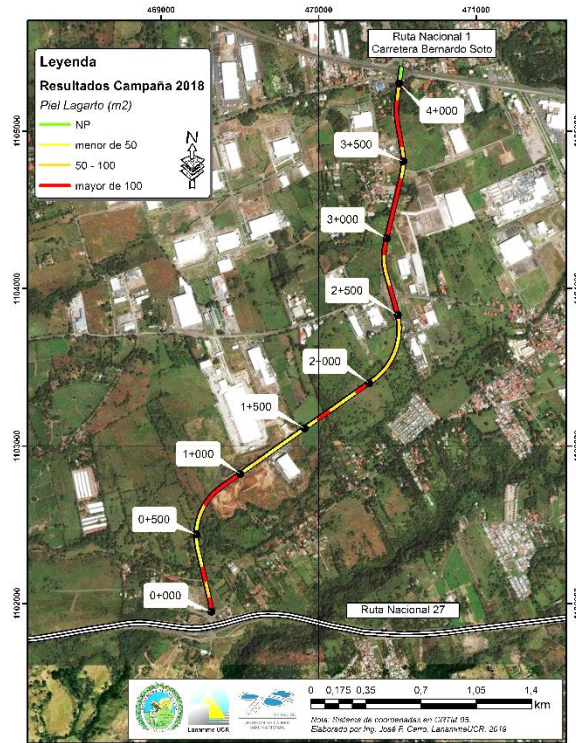 469000
470000
471000
Ruta Nacional 1
Carretera Bernardo Soto
Leyenda
Resultados Campaña 2018
Piel Lagarto (m2)
NP
menor de 50
50 - 100
mayor de 100
N
4+000
1105000
3+500
3+000
1104000
2+500
2+000
1+500
1103000
1+000
0+500
0+000
1102000
Ruta Nacional 27
Lanamme UCR
0 0,175 0,35 0,7 1,05 1,4
km
Nota: Sistema de coordenadas en CRTM 05.
Elaborado por Ing. José F. Garro. LanammeUCR. 2019